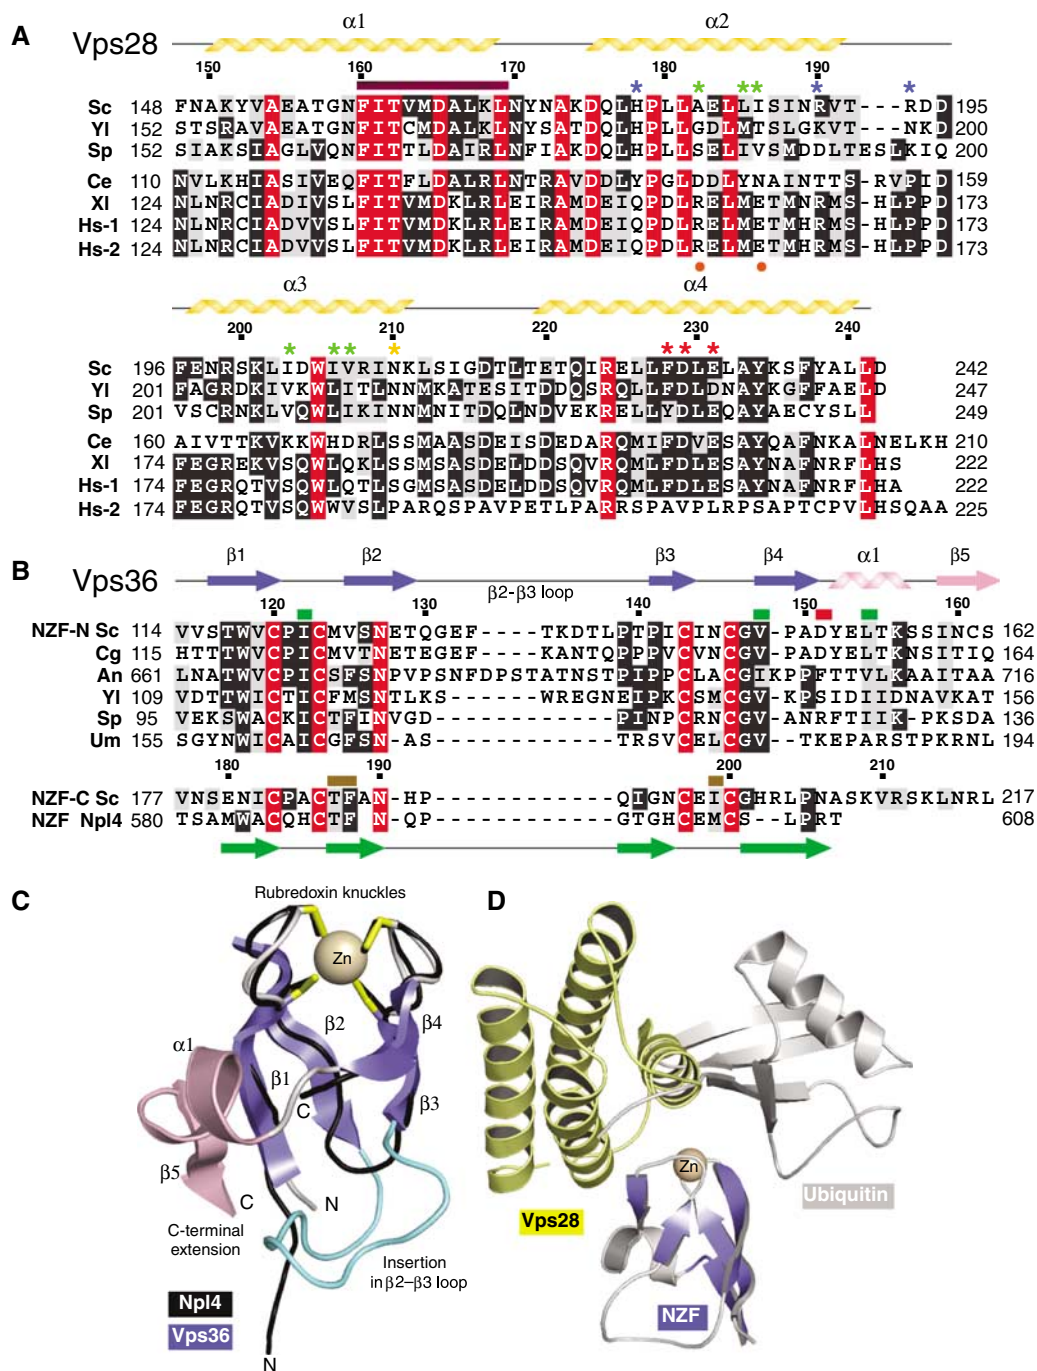 A Vps28 α1 α2
150 160 170 180 190
* * * * * *
Sc 148 FNAKYVAEATGNFITVMDALKLNYNAKDQLHPLLAELLISINRVT---RDD 195
Yl 152 STSRAVAEATGNFITCMDALKLNYSATDQLHPLLGDLMTSLGKVT---NKD 200
Sp 152 SIAKSIAGLVQNFITTLDAIRLNFIAKDQLHPLLSELIVSMDDLTESLKIQ 200
Ce 110 NVLKHIASIVEQFITFLDALRLNTRAVDDLYPGLDDLYNAINTTS-RVPID 159
Xl 124 NLNRCIADIVSLFITVMDKLRLEIRAMDEIQPDLRELMETMNRMS-HLPPD 173
Hs-1 124 NLNRCIADVVSLFITVMDKLRLEIRAMDEIQPDLRELMETMHRMS-HLPPD 173
Hs-2 124 NLNRCIADVVSLFITVMDKLRLEIRAMDEIQPDLRELMETMHRMS-HLPPD 173
α3 α4
200 210 220 230 240
* * * * * * *
Sc 196 FENRSKLIDWIVRINKLSIGDTLTETQIRELLFDLELAYKSFYALLD 242
Yl 201 FAGRDKIVKWLITLNNMKATESITDDQSRQLLFDLDNAYKGFFAELD 247
Sp 201 VSCRNKLVQWLIKINNMNITDQLNDVEKRELLYDLEQAYAECYSLL 249
Ce 160 AIVTTKVKKWHDRLSSMAASDEISDEDARQMIFDVESAYQAFNKALNELKH 210
Xl 174 FEGREKVSQWLQKLSSMSASDELDDSQVRQMLFDLESAYNAFNRFLHS 222
Hs-1 174 FEGRQTVSQWLQTLSGMSASDELDDSQVRQMLFDLESAYNAFNRFLHA 222
Hs-2 174 FEGRQTVSQWWVSLPARQSPAVPETLPARRSPAVPLRPSAPTCPVLHSQAA 225
B Vps36 β1 β2 β2-β3 loop β3 β4 α1 β5
120 130 140 150 160
NZF-N Sc 114 VVSTWVCPICMVSNETQGEF----TKDTLPTPICINCGV-PADYELTKSSINCS 162
Cg 115 HTTTWVCPICMVTNETEGEF----KANTQPPPVCVNCGV-PADYELTKNSITIQ 164
An 661 LNATWVCPICSFSNPVPSNFDPSTATNSTPIPPCLACGIKPPFTTVLKAAITAA 716
Yl 109 VDTTWICTICFMSNTLKS-----WREGNEIPKCSMCGV-KPSIDIIDNAVKAT 156
Sp 95 VEKSWACKICTFINVGD------------PINPCRNCGV-ANRFTIIK-PKSDA 136
Um 155 SGYNWICAICGFSN-AS------------TRSVCELCGV--TKEPARSTPKRNL 194
180 190 200 210
NZF-C Sc 177 VNSENICPACTFAN-HP------------QIGNCEICGHRLPNASKVRSKLNRL 217
NZF Npl4 580 TSAMWACQHCTFIN-QP------------GTGHCEMCS--LPRT 608
C Rubredoxin knuckles
Zn
β2 β4
α1
β1
C β3
β5
C N
C-terminal
extension
Insertion
in β2–β3 loop
Npl4
Vps36
N
D
Zn
Ubiquitin
Vps28
NZF